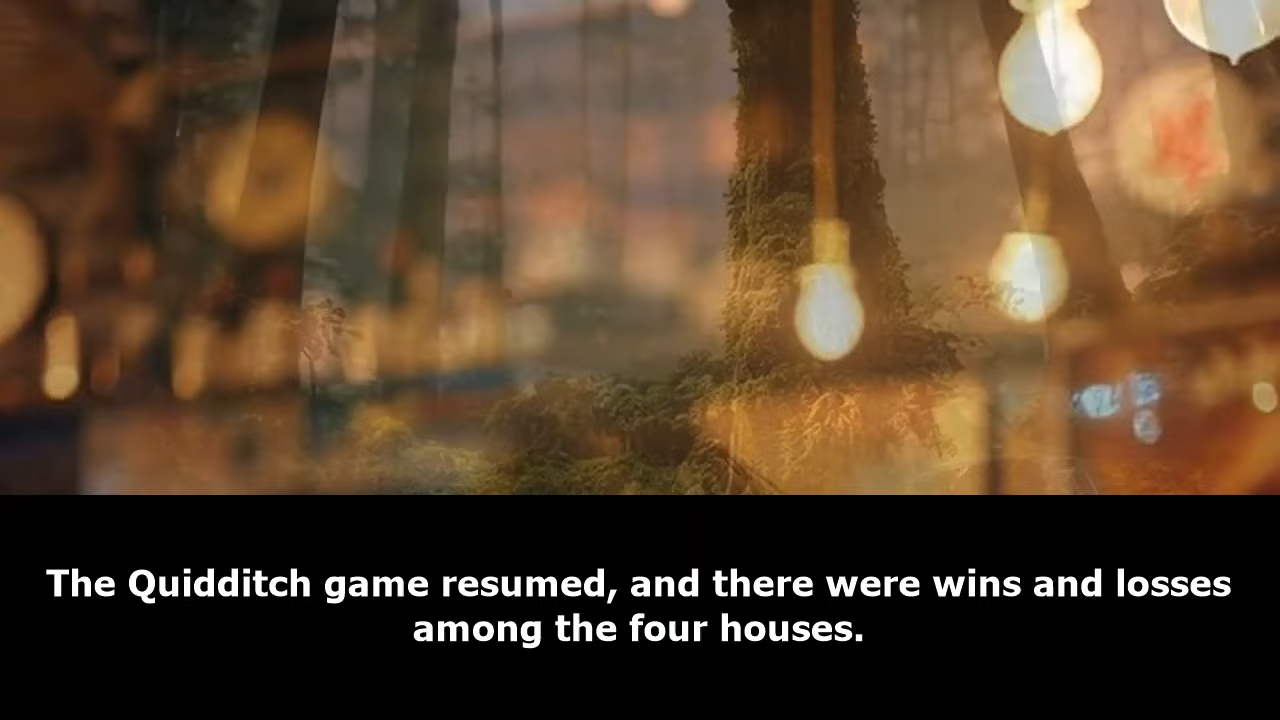 The Quidditch game resumed, and there were wins and losses
among the four houses.